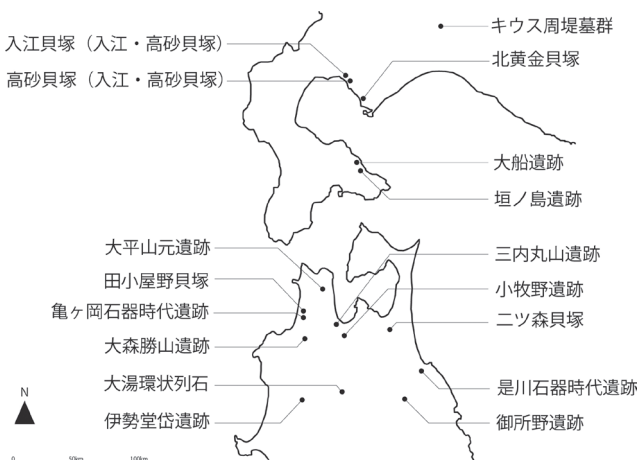 キウス周堤墓群
入江貝塚（入江・高砂貝塚）
北黄金貝塚
高砂貝塚（入江・高砂貝塚）
大船遺跡
垣ノ島遺跡
大平山元遺跡
三内丸山遺跡
田小屋野貝塚
小牧野遺跡
亀ヶ岡石器時代遺跡
二ツ森貝塚
大森勝山遺跡
大湯環状列石
是川石器時代遺跡
伊勢堂岱遺跡
御所野遺跡
N
0 50km 100km